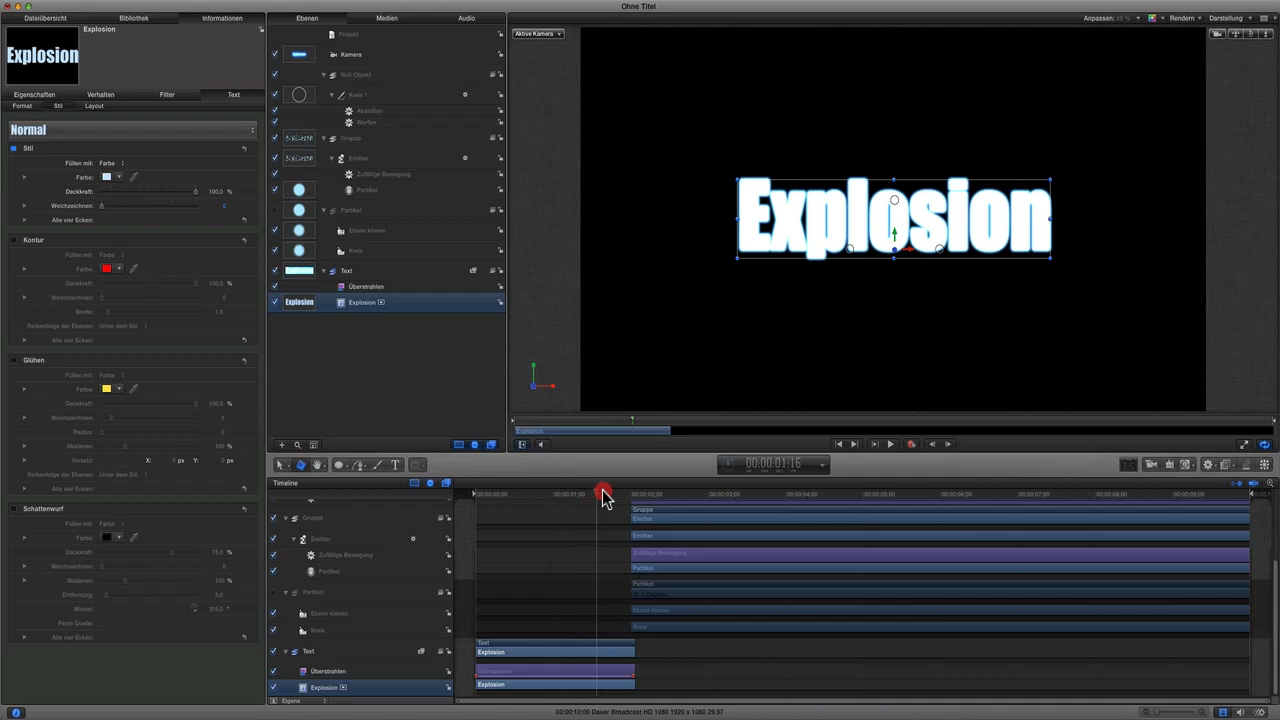 Ohne Titel
Dateiübersicht Bibliothek Informationen
Ebenen Medien Audio
Anpassen: 65 % Rendern Darstellung
Explosion
Explosion
Projekt
Aktive Kamera
Kamera
Null Objekt
Eigenschaften Verhalten Filter Text
Kreis 1
Format Stil Layout
Abstoßen
Werfen
Normal
Gruppe
Stil
Emitter
Füllen mit: Farbe
Farbe:
Zufällige Bewegung
Deckkraft: 100,0 %
Partikel
Weichzeichnen: 0
Partikel
Alle vier Ecken:
Ebene klonen
Kontur
Kreis
Füllen mit: Farbe
Farbe:
Text
Deckkraft: 100,0 %
Überstrahlen
Weichzeichnen: 0
Explosion Explosion
Breite: 1,0
Reihenfolge der Ebenen: Unter dem Stil
Alle vier Ecken:
Explosion
Glühen
Füllen mit: Farbe
Farbe:
Deckkraft: 100,0 %
Weichzeichnen: 1
Radius: 0
Skalieren: 100 %
Versatz: X: 0 px Y: 0 px
Reihenfolge der Ebenen: Unter dem Stil
Alle vier Ecken:
Schattenwurf
Füllen mit: Farbe
Farbe:
Deckkraft: 75,0 %
Weichzeichnen: 0
Skalieren: 100 %
Entfernung: 5,0
Winkel: 315,0 °
Feste Quelle:
Alle vier Ecken:
Explosion
00:00:01:16
Timeline
00:00:00;00 00:00:01;00 00:00:02;00 00:00:03;00 00:00:04;00 00:00:05;00 00:00:06;00 00:00:07;00 00:00:08;00 00:00:09;00
Gruppe
Gruppe Emitter
Emitter Emitter
Zufällige Bewegung Zufällige Bewegung
Partikel Partikel
Partikel Partikel
Ebene klonen Ebene klonen
Kreis Kreis
Text
Text Explosion
Überstrahlen Überstrahlen
Explosion Explosion
Eigene
00:00:10;00 Dauer Broadcast HD 1080 1920 x 1080 29.97